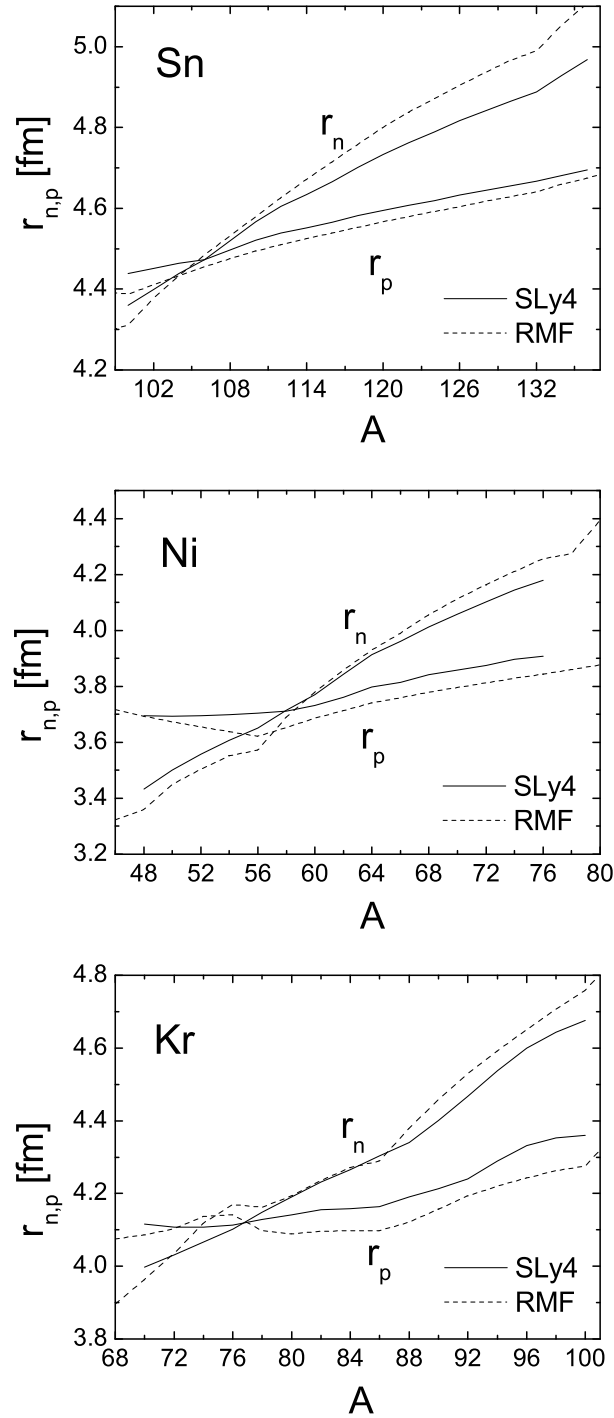 Sn
r_n
r_p
SLy4
RMF
r_{n,p} [fm]
5.0
4.8
4.6
4.4
4.2
102 108 114 120 126 132
A
Ni
r_n
r_p
SLy4
RMF
r_{n,p} [fm]
4.4
4.2
4.0
3.8
3.6
3.4
3.2
48 52 56 60 64 68 72 76 80
A
Kr
r_n
r_p
SLy4
RMF
r_{n,p} [fm]
4.8
4.6
4.4
4.2
4.0
3.8
68 72 76 80 84 88 92 96 100
A